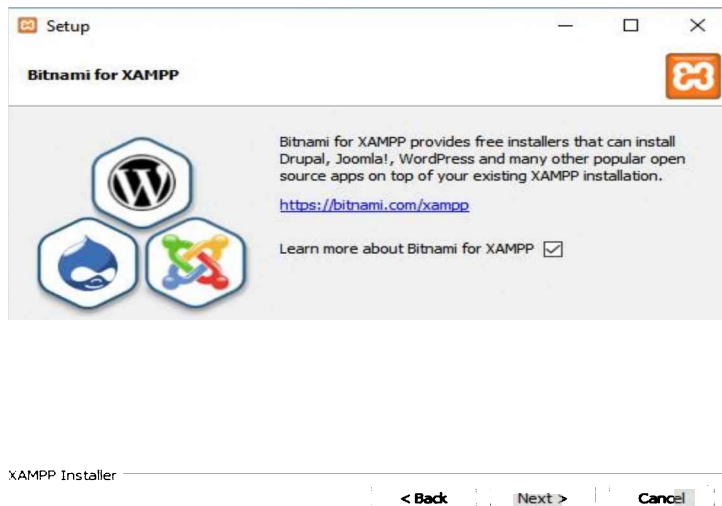 Setup
Bitnami for XAMPP
Bitnami for XAMPP provides free installers that can install
Drupal, Joomla!, WordPress and many other popular open
source apps on top of your existing XAMPP installation.
https://bitnami.com/xampp
Learn more about Bitnami for XAMPP
XAMPP Installer
< Back Next > Cancel